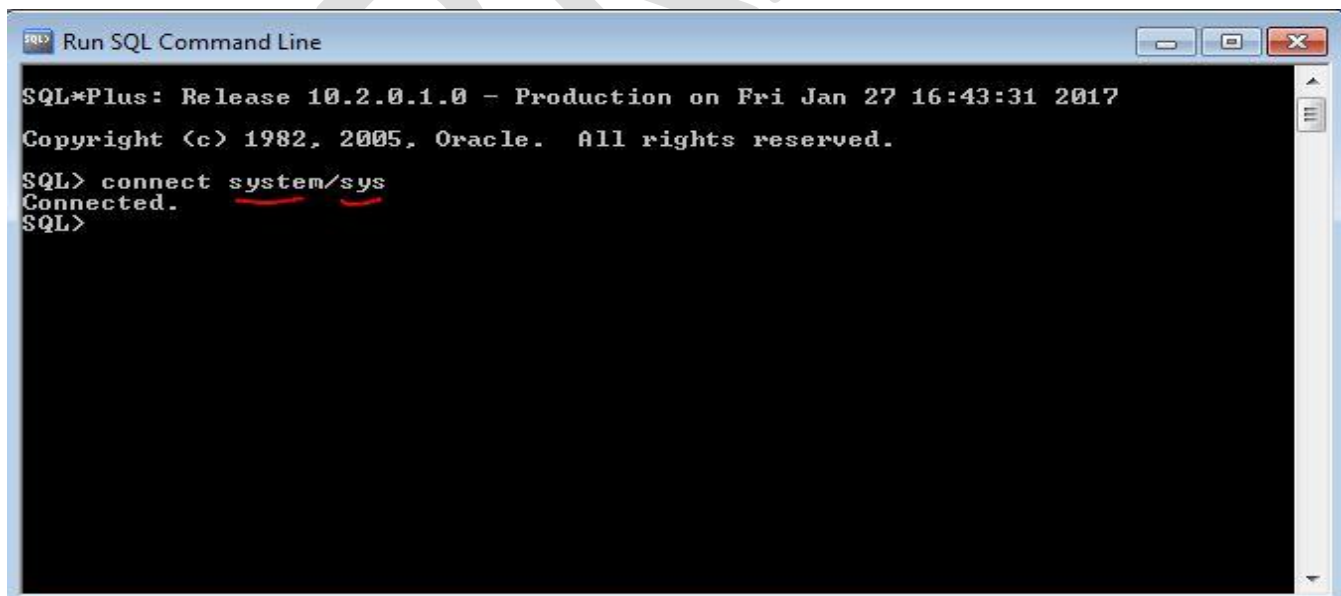 Run SQL Command Line
SQL*Plus: Release 10.2.0.1.0 - Production on Fri Jan 27 16:43:31 2017
Copyright (c) 1982, 2005, Oracle.  All rights reserved.
SQL> connect system/sys
Connected.
SQL>